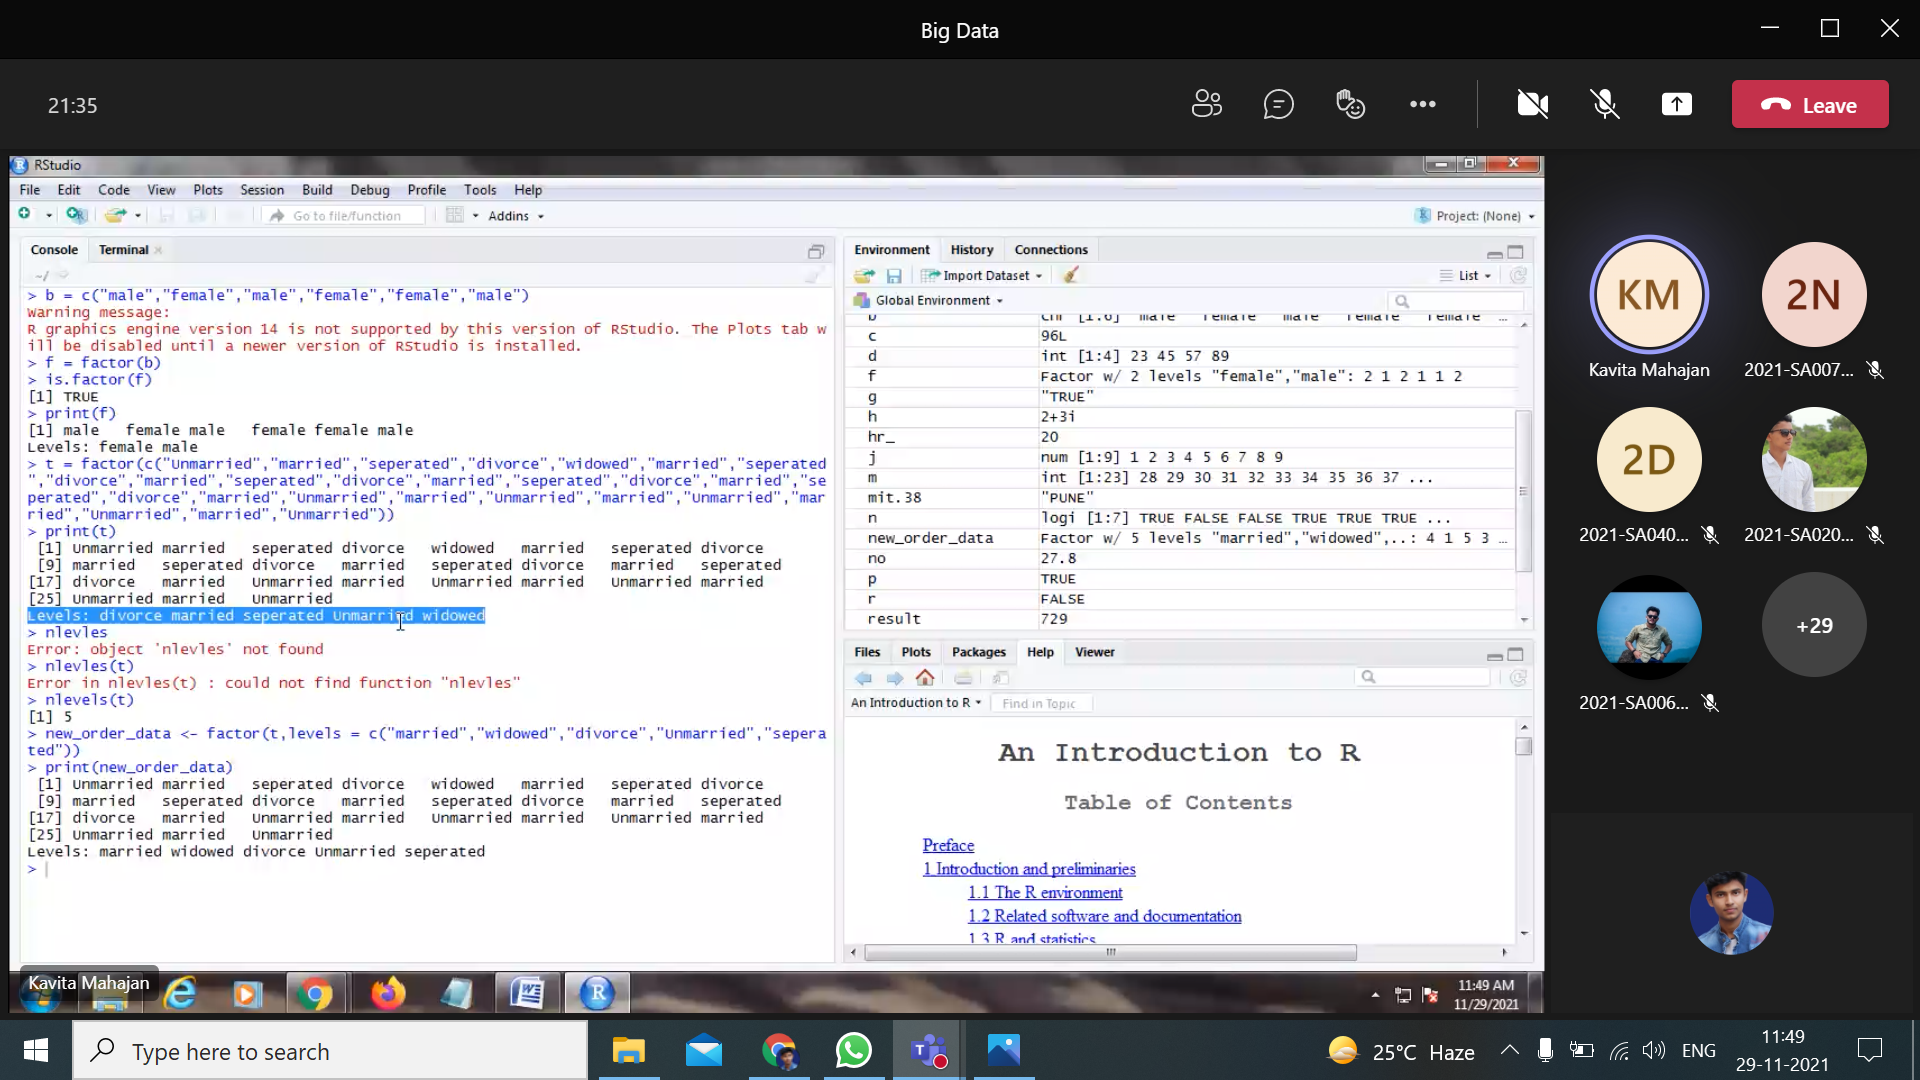 Big Data
21:35
Leave
RStudio
File Edit Code View Plots Session Build Debug Profile Tools Help
Go to file/function Addins Project: (None)
Console Terminal
~/
> b = c("male","female","male","female","female","male")
Warning message:
R graphics engine version 14 is not supported by this version of RStudio. The Plots tab w
ill be disabled until a newer version of RStudio is installed.
> f = factor(b)
> is.factor(f)
[1] TRUE
> print(f)
[1] male female male female female male
Levels: female male
> t = factor(c("Unmarried","married","seperated","divorce","widowed","married","seperated
","divorce","married","seperated","divorce","married","seperated","divorce","married","se
perated","divorce","married","Unmarried","married","Unmarried","married","Unmarried","mar
ried","Unmarried","married","Unmarried"))
> print(t)
[1] Unmarried married seperated divorce widowed married seperated divorce
[9] married seperated divorce married seperated divorce married seperated
[17] divorce married Unmarried married Unmarried married Unmarried married
[25] Unmarried married Unmarried
Levels: divorce married seperated Unmarried widowed
> nlevles
Error: object 'nlevles' not found
> nlevles(t)
Error in nlevles(t) : could not find function "nlevles"
> nlevels(t)
[1] 5
> new_order_data <- factor(t,levels = c("married","widowed","divorce","Unmarried","sepera
ted"))
> print(new_order_data)
[1] Unmarried married seperated divorce widowed married seperated divorce
[9] married seperated divorce married seperated divorce married seperated
[17] divorce married Unmarried married Unmarried married Unmarried married
[25] Unmarried married Unmarried
Levels: married widowed divorce Unmarried seperated
>
Environment History Connections
Import Dataset List
Global Environment
b chr [1:6] "male" "female" "male" "female" "female" ...
c 96L
d int [1:4] 23 45 57 89
f Factor w/ 2 levels "female","male": 2 1 2 1 1 2
g "TRUE"
h 2+3i
hr_ 20
j num [1:9] 1 2 3 4 5 6 7 8 9
m int [1:23] 28 29 30 31 32 33 34 35 36 37 ...
mit.38 "PUNE"
n logi [1:7] TRUE FALSE FALSE TRUE TRUE TRUE ...
new_order_data Factor w/ 5 levels "married","widowed",..: 4 1 5 3 ...
no 27.8
p TRUE
r FALSE
result 729
Files Plots Packages Help Viewer
An Introduction to R Find in Topic
An Introduction to R
Table of Contents
Preface
1 Introduction and preliminaries
1.1 The R environment
1.2 Related software and documentation
1.3 R and statistics
KM
Kavita Mahajan
2N
2021-SA007...
2D
2021-SA040...
2021-SA020...
2021-SA006...
+29
Kavita Mahajan
11:49 AM
11/29/2021
Type here to search
25°C Haze
ENG
11:49
29-11-2021